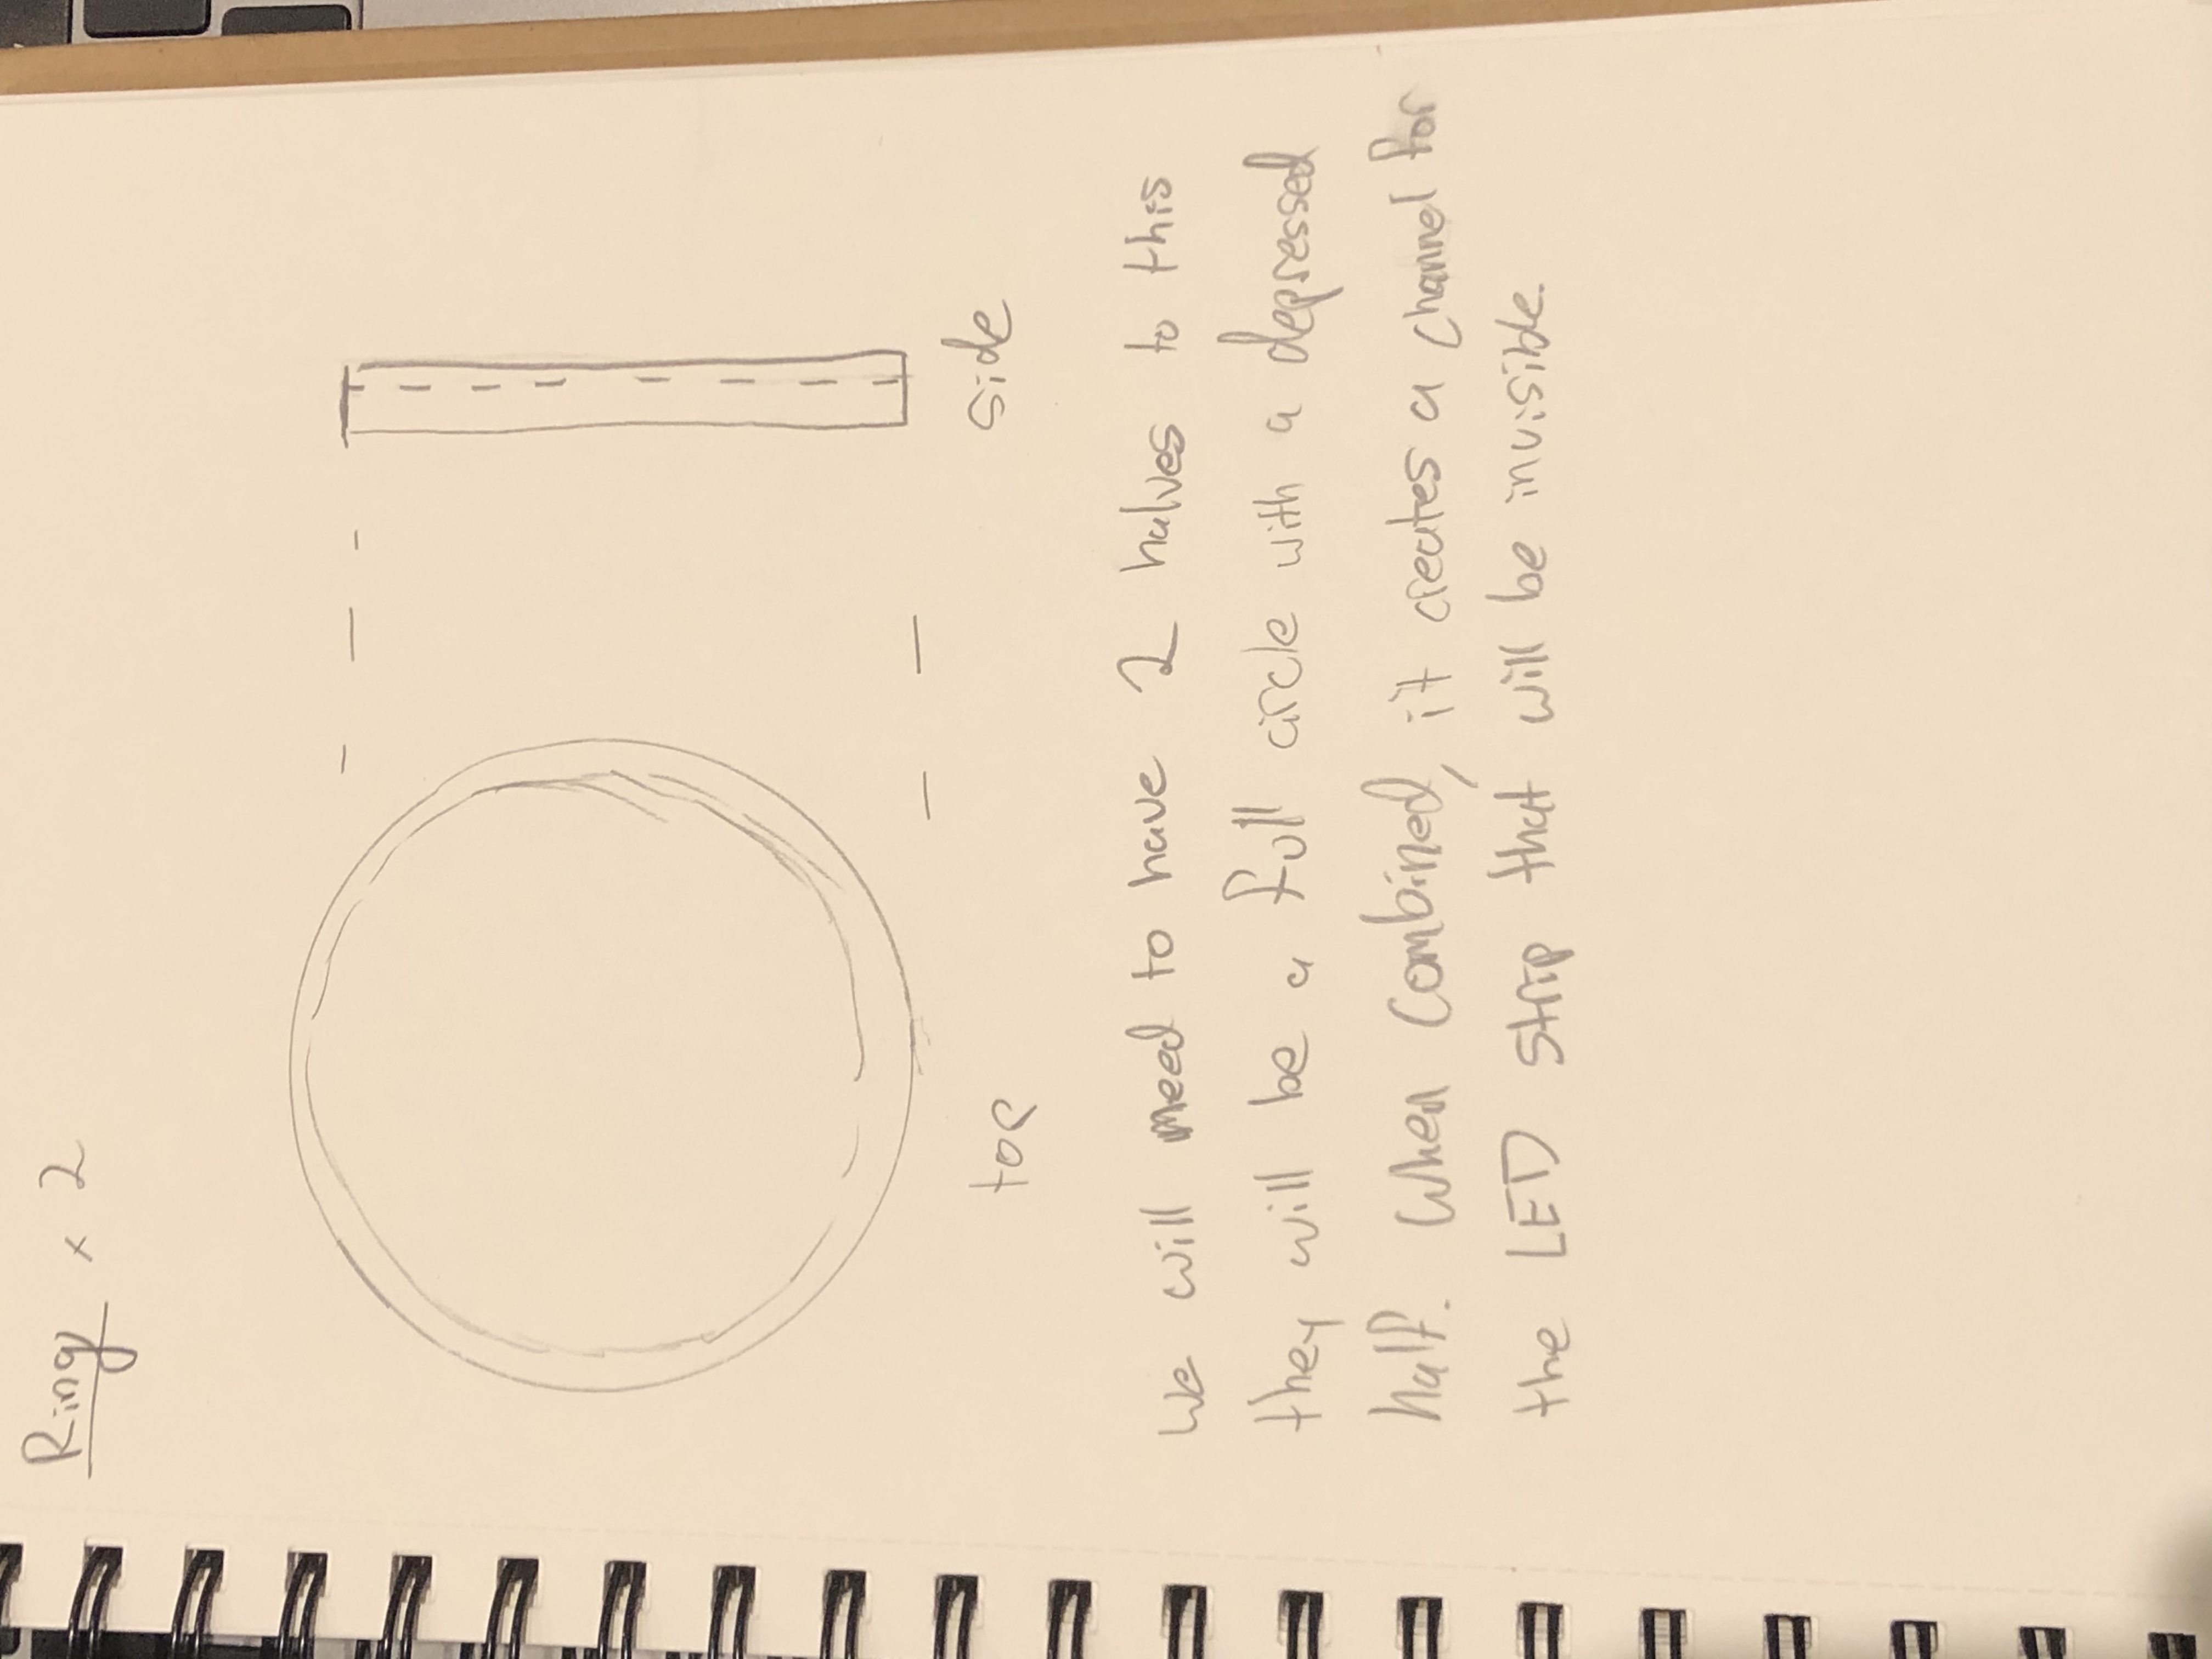 Ring x 2
top
side
We will need to have 2 halves to this
they will be a full circle with a depressed
half. When combined, it creates a channel for
the LED strip that will be invisible.